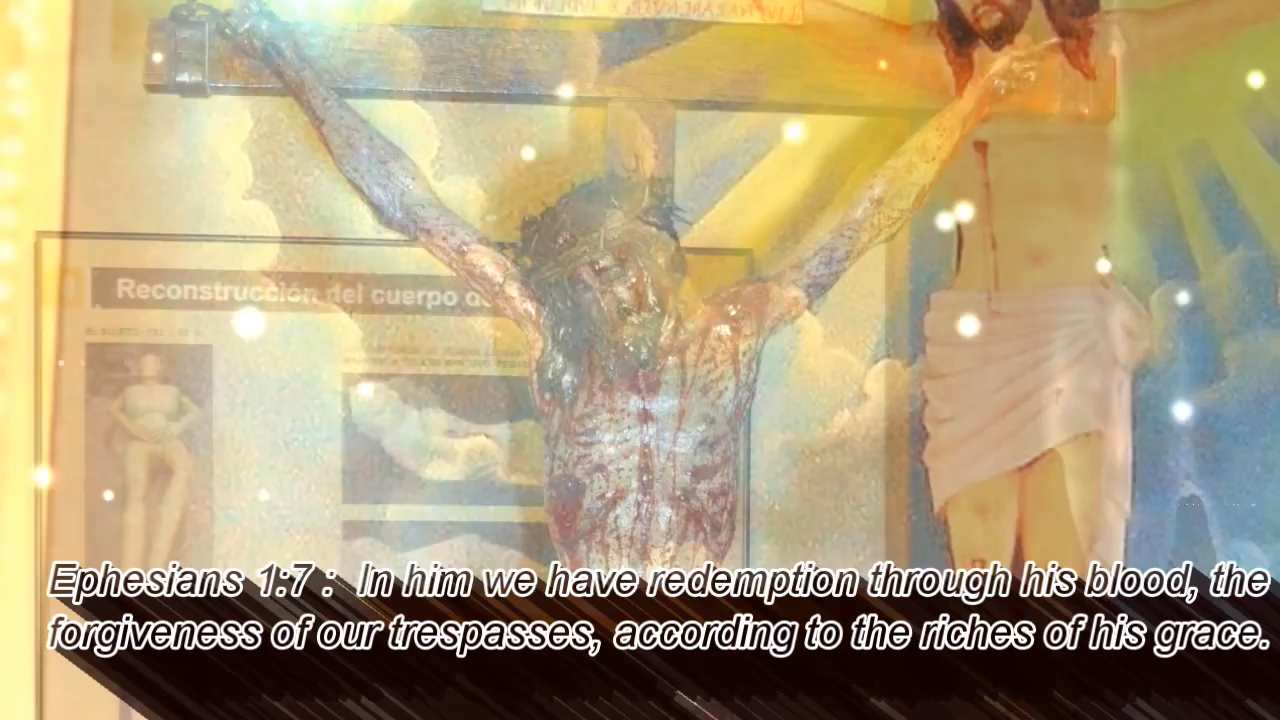 Reconstrucción del cuerpo de
Ephesians 1:7 : In him we have redemption through his blood, the
forgiveness of our trespasses, according to the riches of his grace.